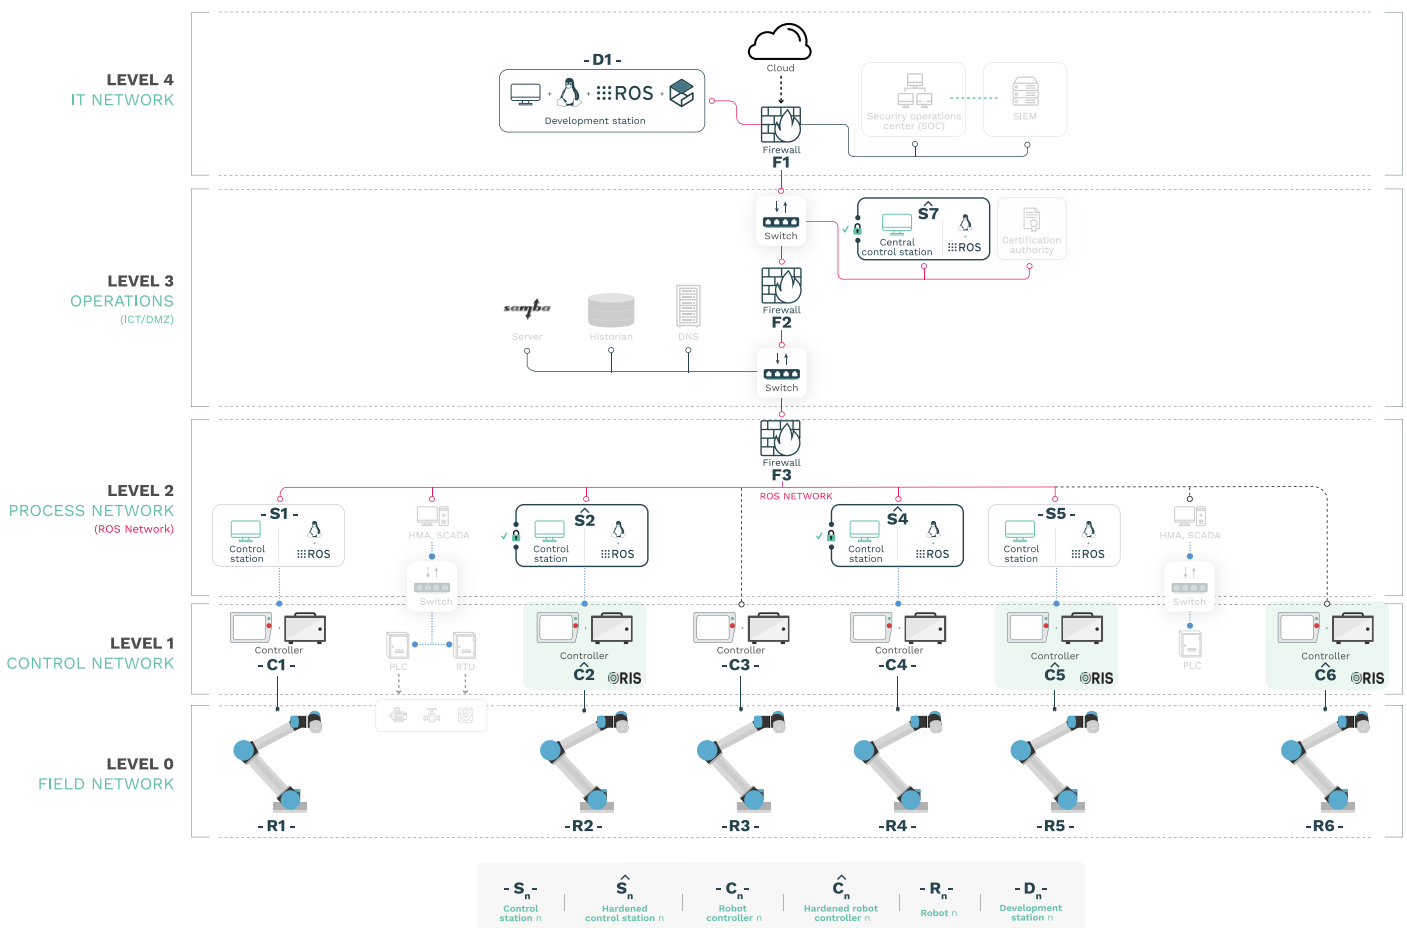 LEVEL 4
IT NETWORK
- D1 -
+ + ROS +
Development station
Cloud
Firewall
F1
Securiry operations
center (SOC)
SIEM
LEVEL 3
OPERATIONS
(ICT/DMZ)
Switch
^
S7
Central
control station
+
ROS
Certification
authority
Firewall
F2
samba
Server
Historian
DNS
Switch
LEVEL 2
PROCESS NETWORK
(ROS Network)
Firewall
F3
ROS NETWORK
- S1 -
Control
station
+
ROS
HMA, SCADA
Switch
^
S2
Control
station
+
ROS
^
S4
Control
station
+
ROS
- S5 -
Control
station
+
ROS
HMA, SCADA
Switch
LEVEL 1
CONTROL NETWORK
Controller
- C1 -
PLC
RTU
Controller
^
C2
RIS
Controller
- C3 -
Controller
- C4 -
Controller
^
C5
RIS
PLC
Controller
^
C6
RIS
LEVEL 0
FIELD NETWORK
- R1 -
- R2 -
- R3 -
- R4 -
- R5 -
- R6 -
- Sn -
Control
station n
^
Sn
Hardened
control station n
- Cn -
Robot
controller n
^
Cn
Hardened robot
controller n
- Rn -
Robot n
- Dn -
Development
station n